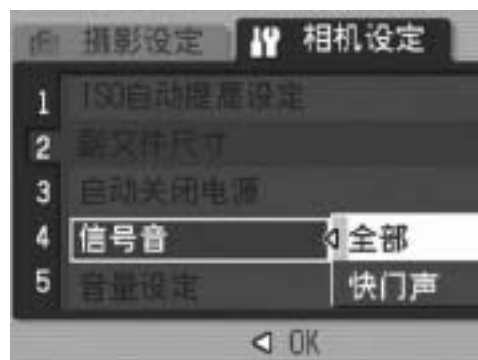 摄影设定 相机设定
1 ISO自动提高设定
2 副文件尺寸
3 自动关闭电源
4 信号音 全部
5 音量设定 快门声
OK